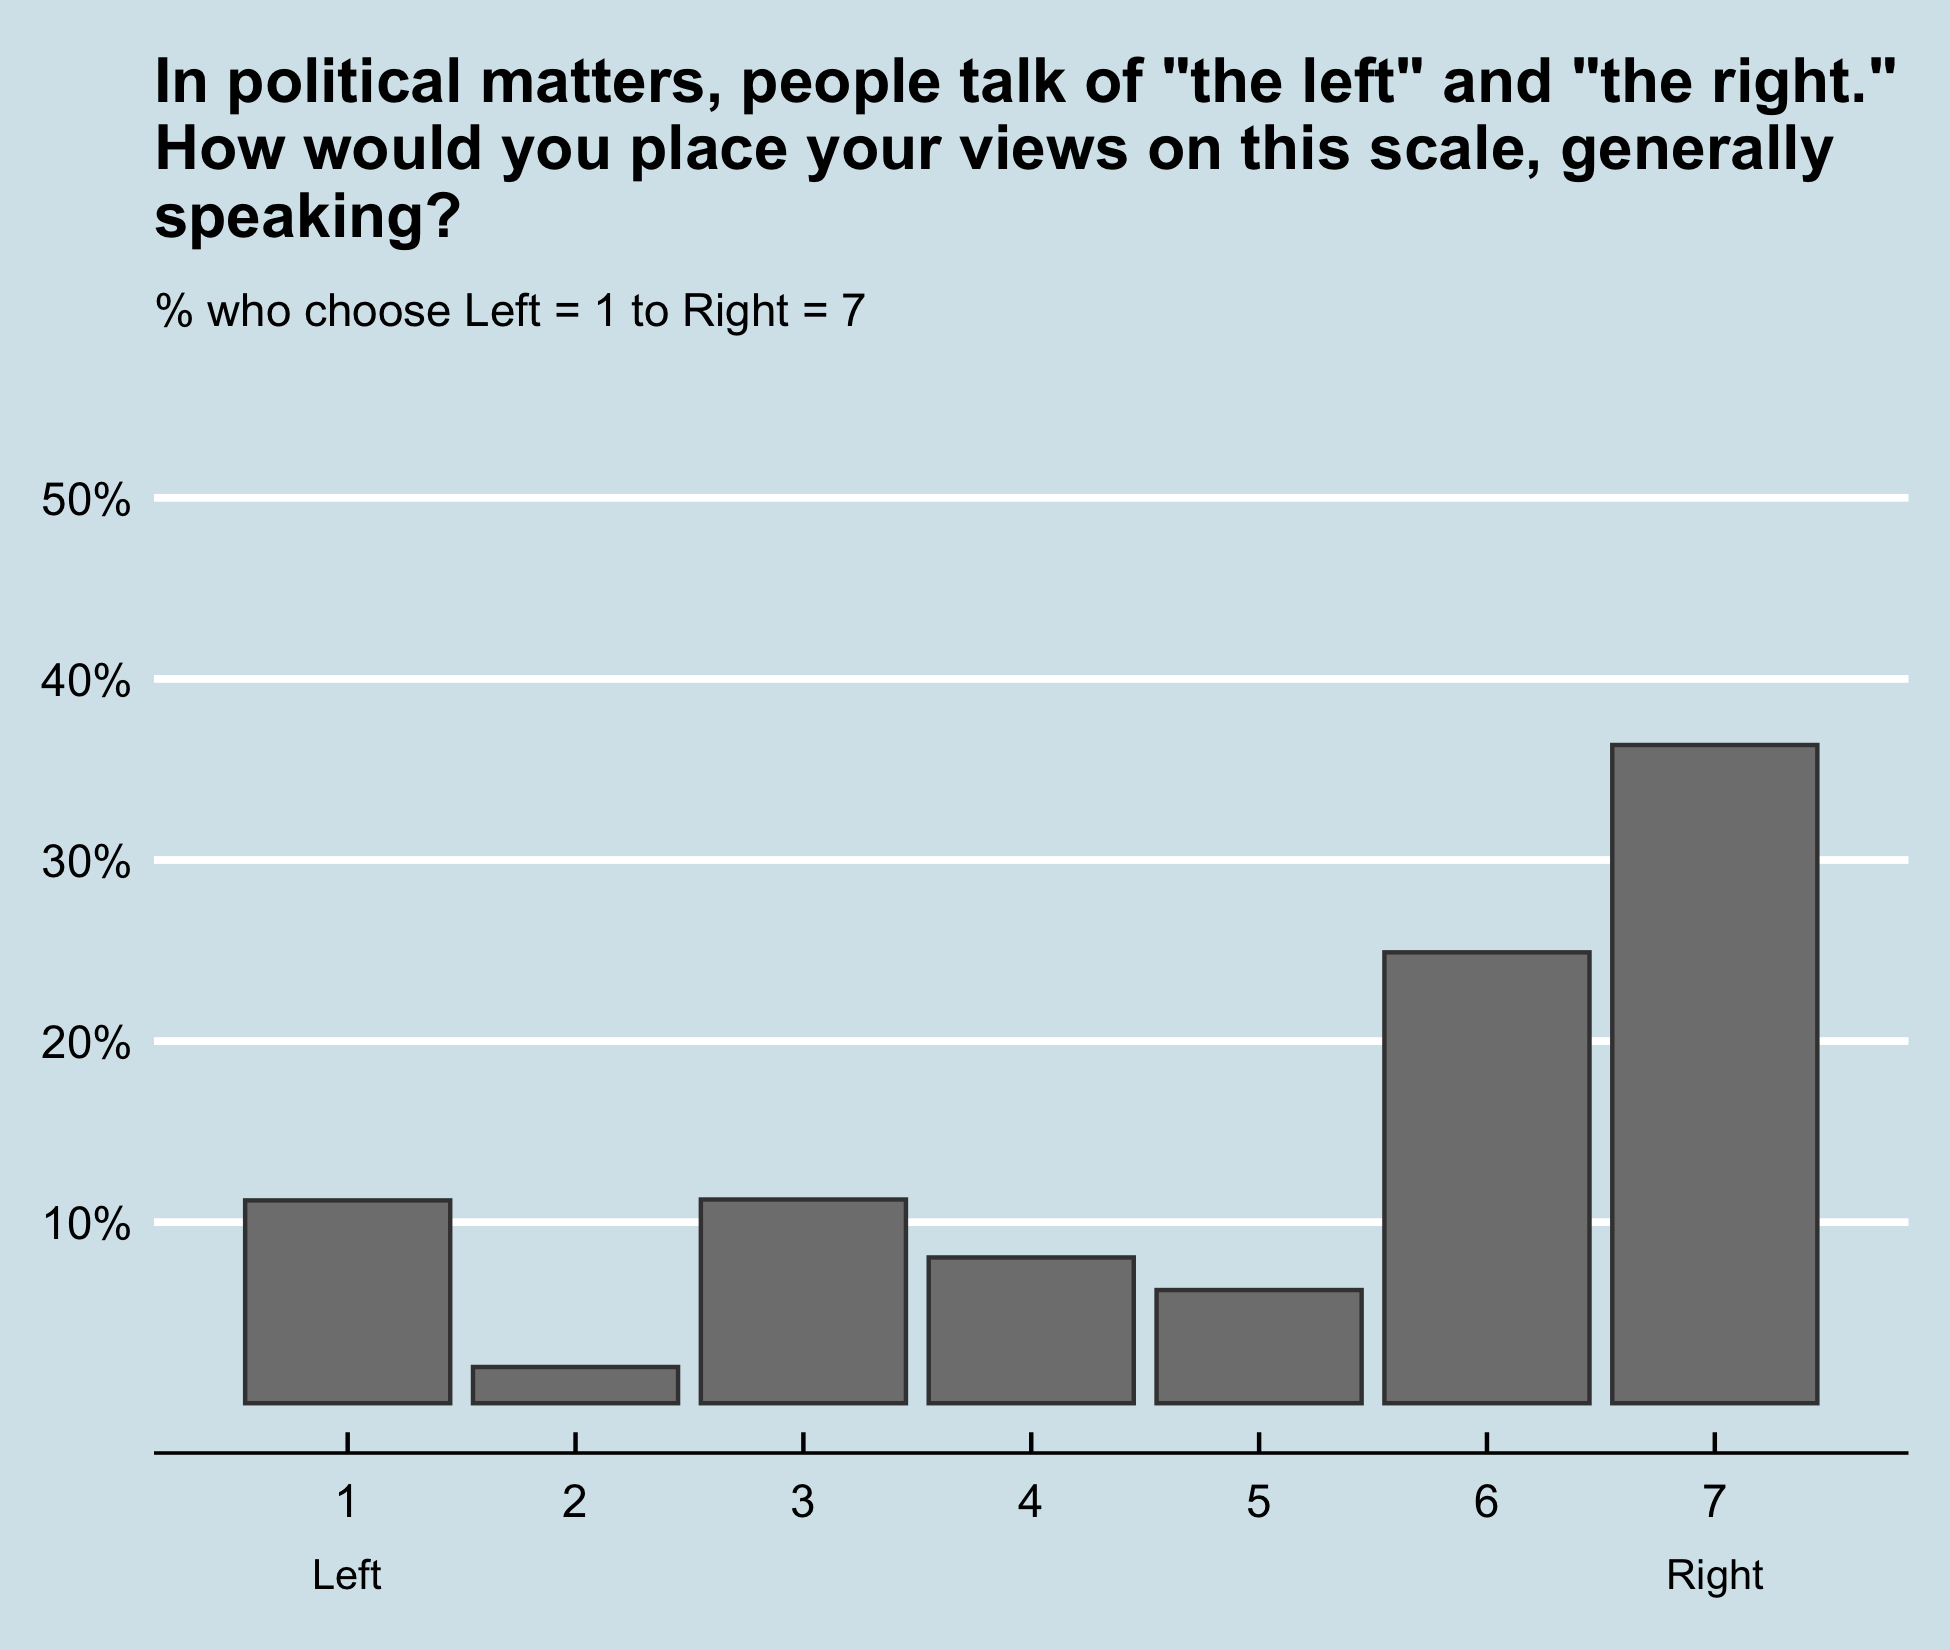 In political matters, people talk of "the left" and "the right."
How would you place your views on this scale, generally
speaking?
% who choose Left = 1 to Right = 7
50%
40%
30%
20%
10%
1 2 3 4 5 6 7
Left Right